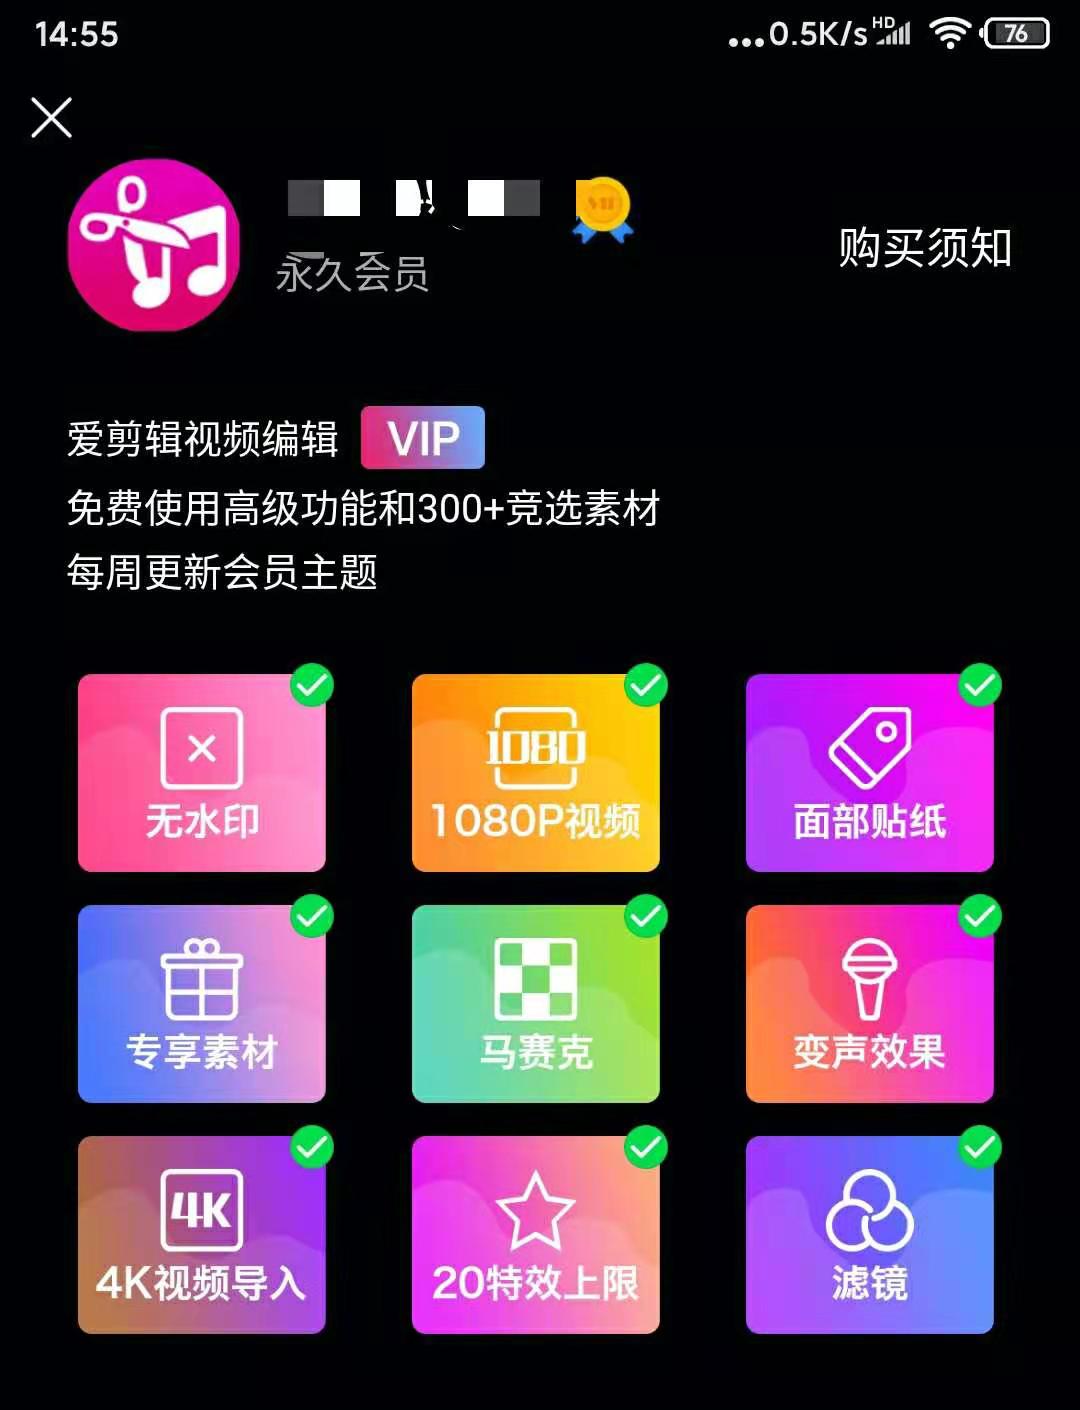 14:55
...0.5K/s HD 76
VIP
永久会员
购买须知
爱剪辑视频编辑 VIP
免费使用高级功能和300+竞选素材
每周更新会员主题
无水印
1080
1080P视频
面部贴纸
专享素材
马赛克
变声效果
4K
4K视频导入
20特效上限
滤镜